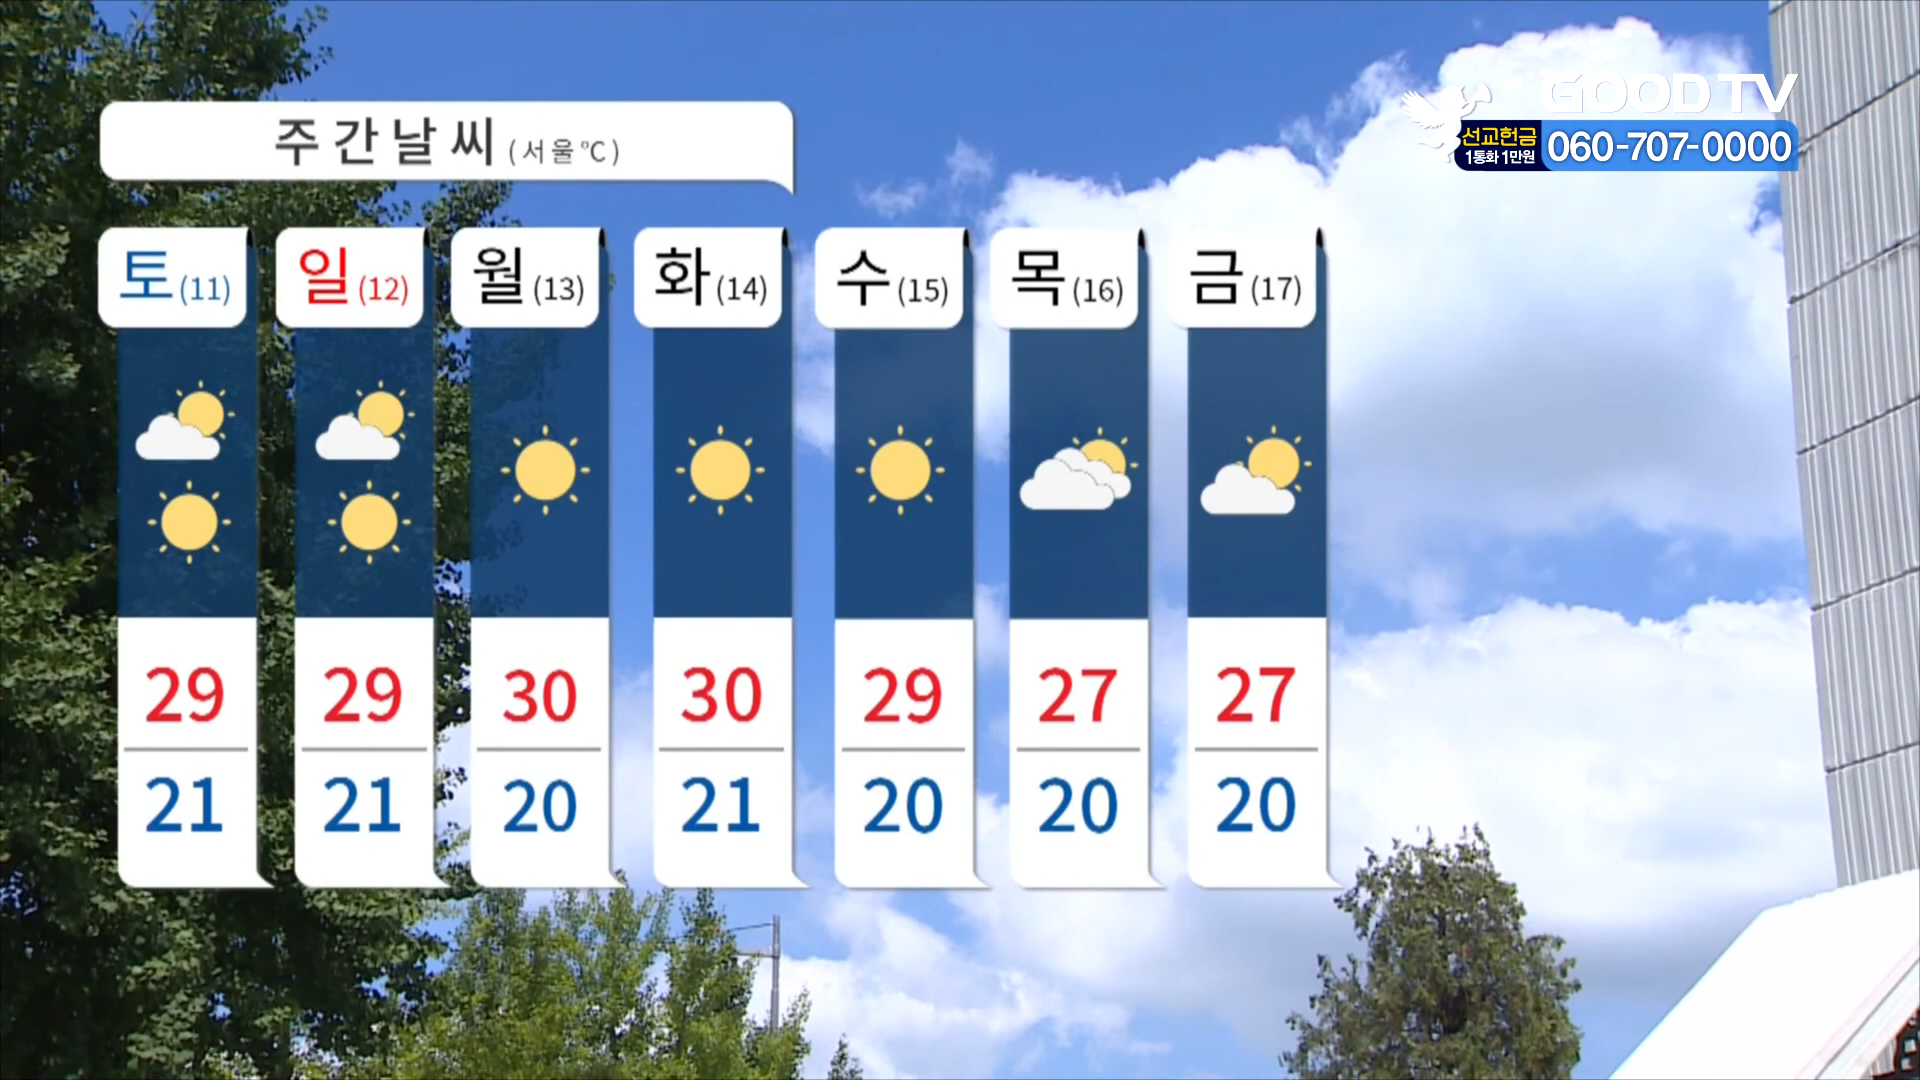 GOOD TV
선교헌금
1통화 1만원
060-707-0000
주간날씨 (서울℃)
토(11) 일(12) 월(13) 화(14) 수(15) 목(16) 금(17)
29 29 30 30 29 27 27
21 21 20 21 20 20 20